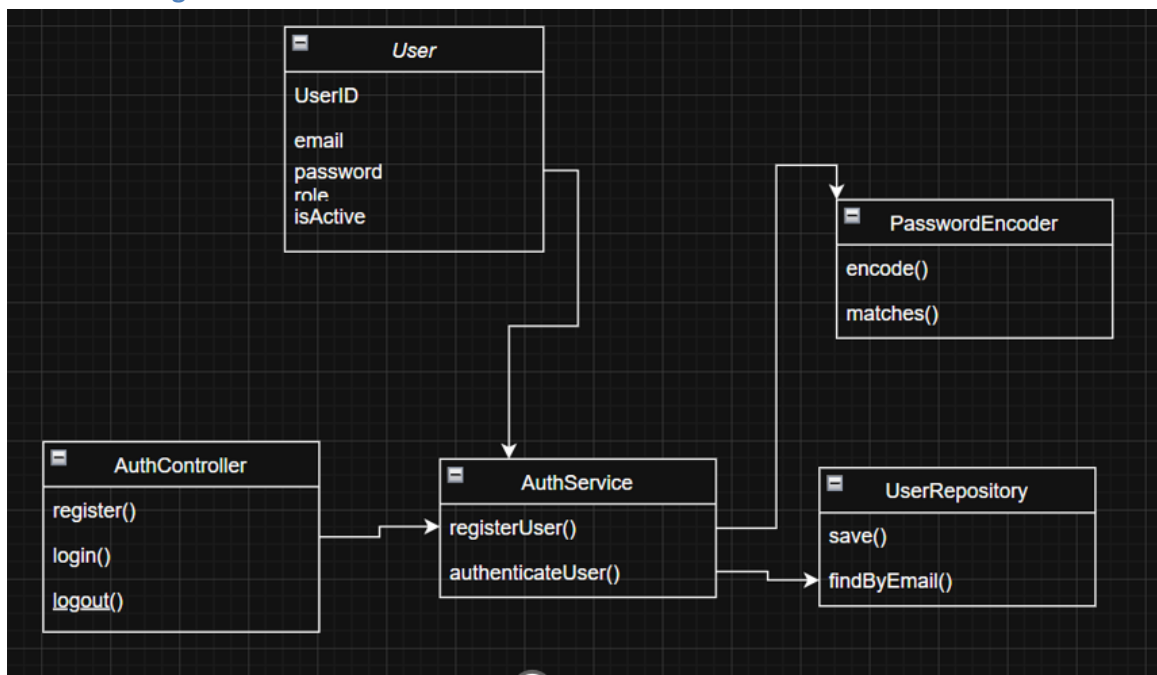 User
UserID
email
password
role
isActive
PasswordEncoder
encode()
matches()
AuthController
register()
login()
logout()
AuthService
registerUser()
authenticateUser()
UserRepository
save()
findByEmail()